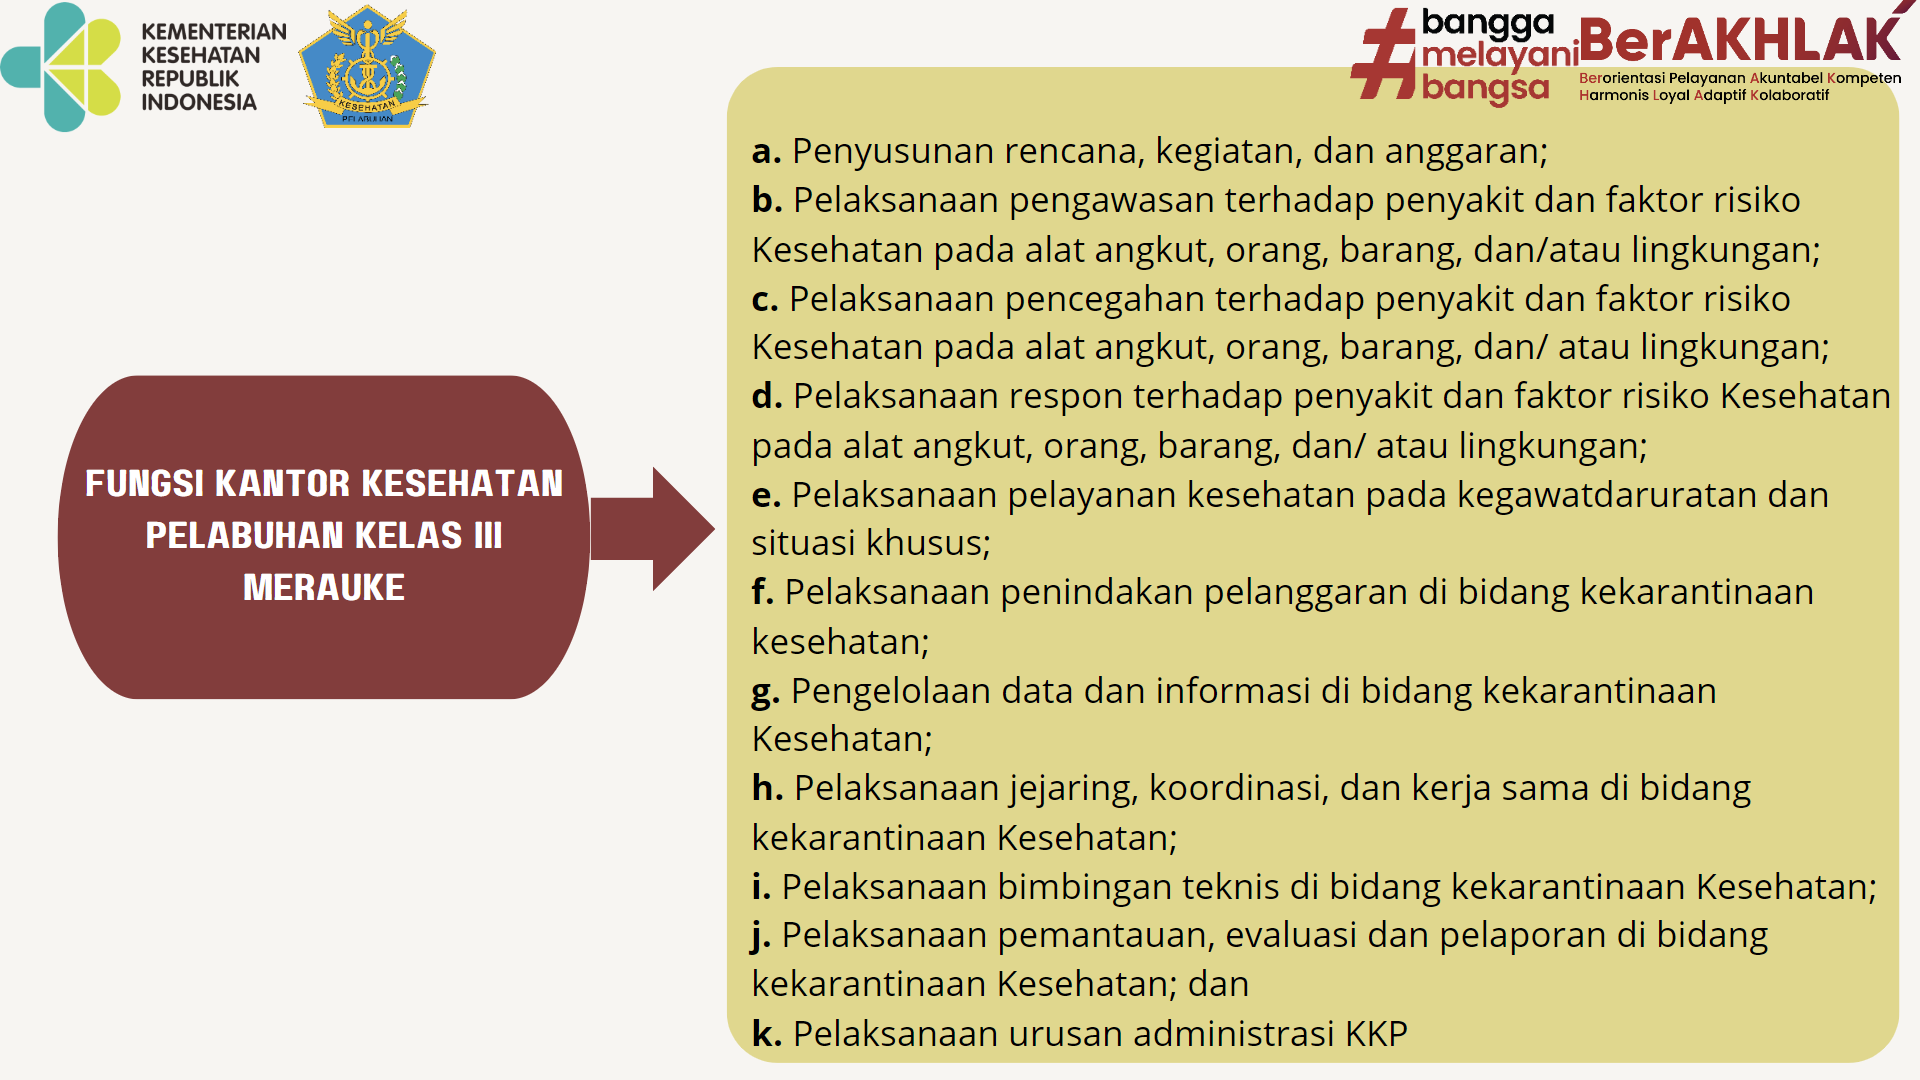 KEMENTERIAN
KESEHATAN
REPUBLIK
INDONESIA
KESEHATAN
PELABUHAN
#bangga
melayani
bangsa
BerAKHLAK
Berorientasi Pelayanan Akuntabel Kompeten
Harmonis Loyal Adaptif Kolaboratif
FUNGSI KANTOR KESEHATAN
PELABUHAN KELAS III
MERAUKE
a. Penyusunan rencana, kegiatan, dan anggaran;
b. Pelaksanaan pengawasan terhadap penyakit dan faktor risiko
Kesehatan pada alat angkut, orang, barang, dan/atau lingkungan;
c. Pelaksanaan pencegahan terhadap penyakit dan faktor risiko
Kesehatan pada alat angkut, orang, barang, dan/ atau lingkungan;
d. Pelaksanaan respon terhadap penyakit dan faktor risiko Kesehatan
pada alat angkut, orang, barang, dan/ atau lingkungan;
e. Pelaksanaan pelayanan kesehatan pada kegawatdaruratan dan
situasi khusus;
f. Pelaksanaan penindakan pelanggaran di bidang kekarantinaan
kesehatan;
g. Pengelolaan data dan informasi di bidang kekarantinaan
Kesehatan;
h. Pelaksanaan jejaring, koordinasi, dan kerja sama di bidang
kekarantinaan Kesehatan;
i. Pelaksanaan bimbingan teknis di bidang kekarantinaan Kesehatan;
j. Pelaksanaan pemantauan, evaluasi dan pelaporan di bidang
kekarantinaan Kesehatan; dan
k. Pelaksanaan urusan administrasi KKP